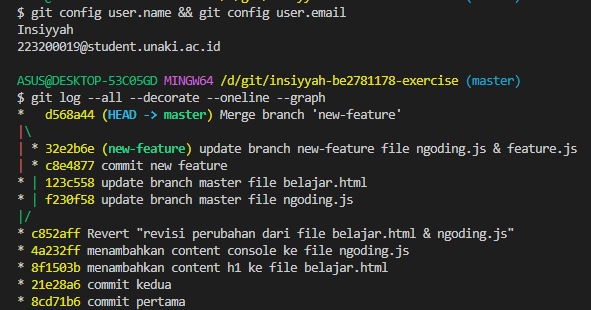 $ git config user.name && git config user.email
Insiyyah
223200019@student.unaki.ac.id
ASUS@DESKTOP-53C05GD MINGW64 /d/git/insiyyah-be2781178-exercise (master)
$ git log --all --decorate --oneline --graph
*   d568a44 (HEAD -> master) Merge branch 'new-feature'
|\
| * 32e2b6e (new-feature) update branch new-feature file ngoding.js & feature.js
| * c8e4877 commit new feature
* | 123c558 update branch master file belajar.html
* | f230f58 update branch master file ngoding.js
|/
* c852aff Revert "revisi perubahan dari file belajar.html & ngoding.js"
* 4a232ff menambahkan content console ke file ngoding.js
* 8f1503b menambahkan content h1 ke file belajar.html
* 21e28a6 commit kedua
* 8cd71b6 commit pertama